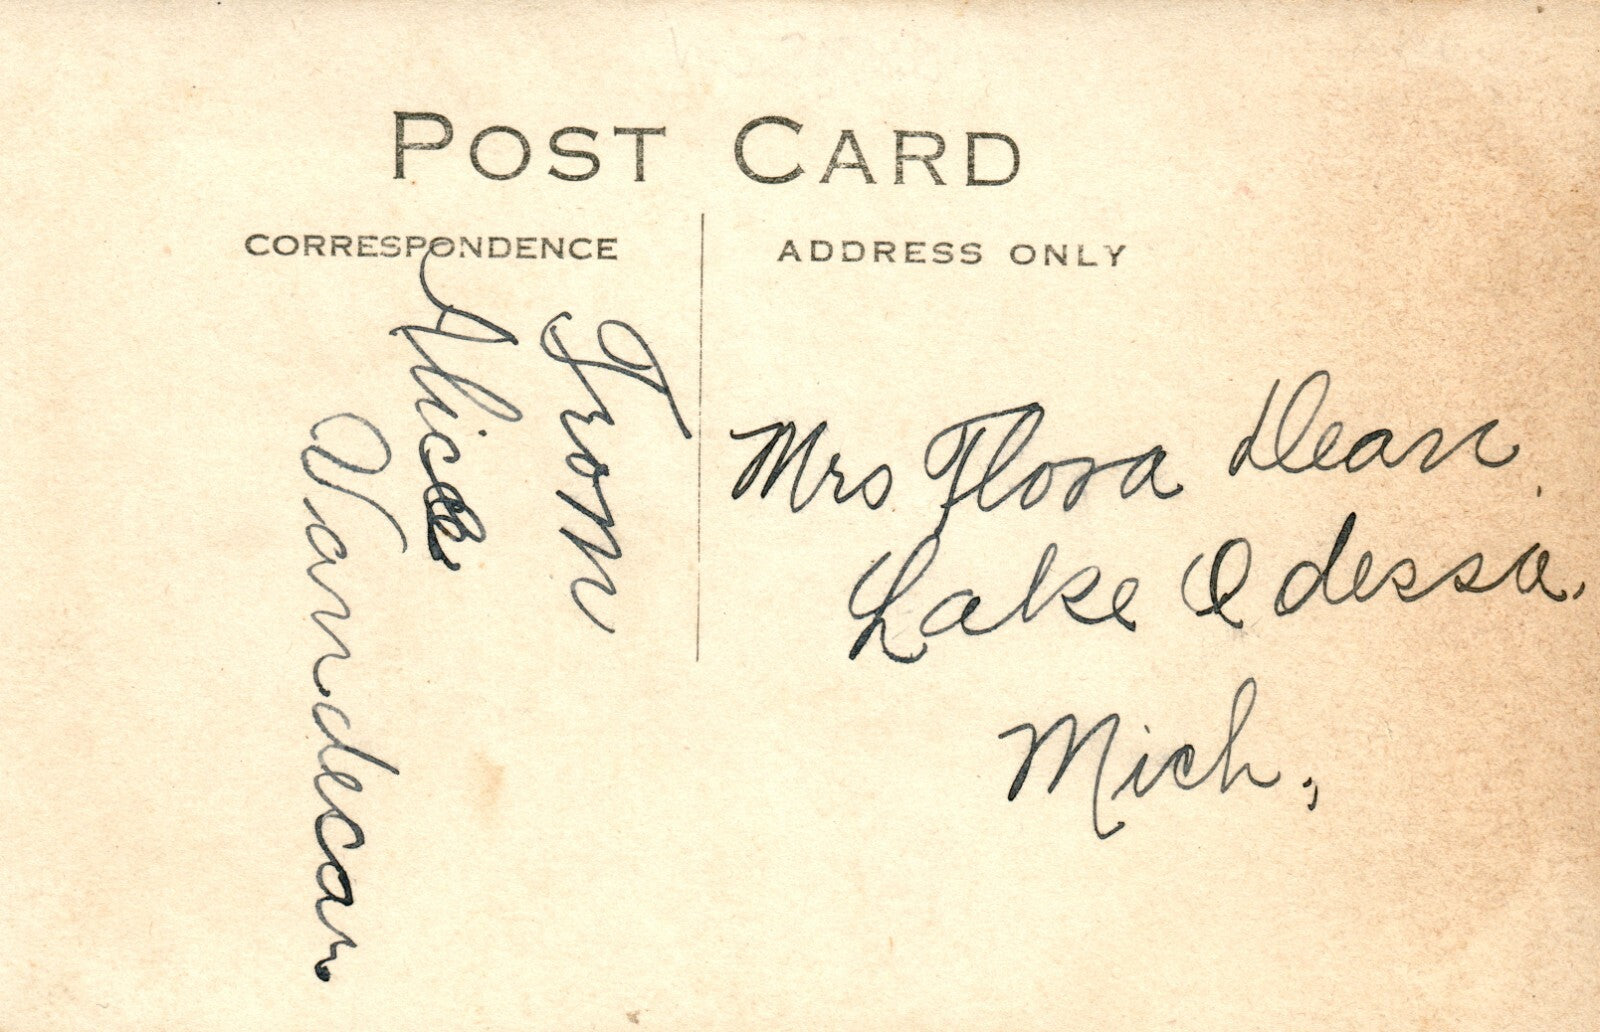 POST CARD
CORRESPONDENCE
ADDRESS ONLY
From
Alice
Vandecar.
Mrs Flora Dean
Lake Odessa.
Mich.,